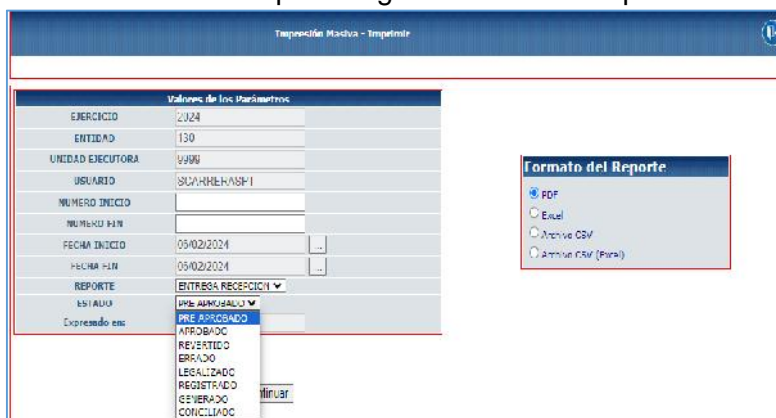 Impresión Masiva - Imprimir
Valores de los Parámetros
EJERCICIO 2024
ENTIDAD 130
UNIDAD EJECUTORA 9999
USUARIO SCARRERASPT
NUMERO INICIO
NUMERO FIN
FECHA INICIO 06/02/2024 ...
FECHA FIN 06/02/2024 ...
REPORTE ENTREGA RECEPCION
ESTADO PRE APROBADO
Expresado en:
PRE APROBADO
APROBADO
REVERTIDO
ERRADO
LEGALIZADO
REGISTRADO
GENERADO
CONCILIADO
ntinuar
Formato del Reporte
PDF
Excel
Archivo CSV
Archivo CSV (Excel)